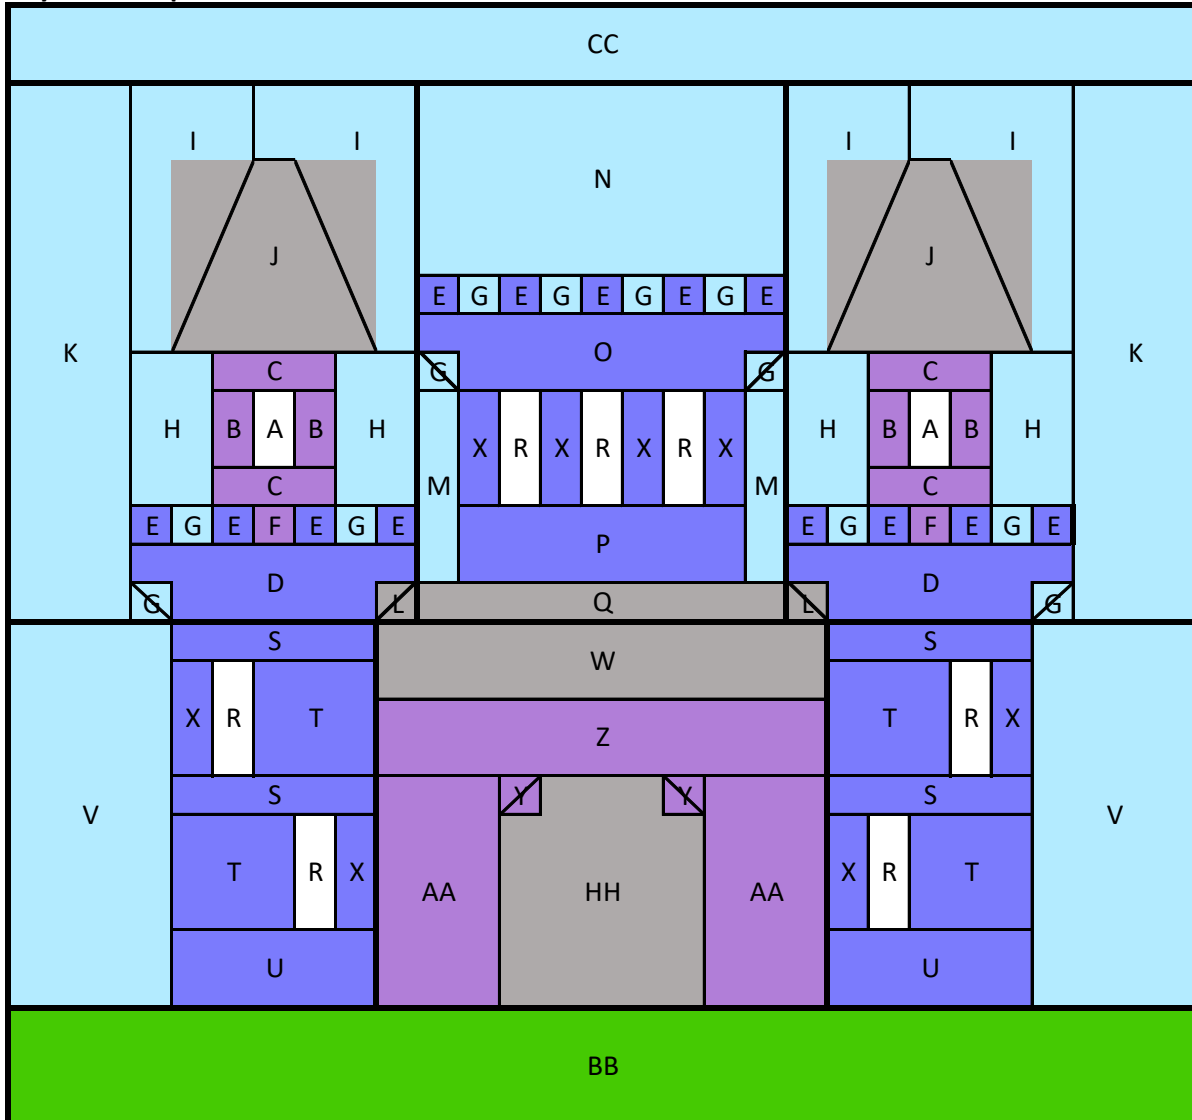 CC
I I N I I
J J
E G E G E G E G E
K C G O G C K
H B A B H X R X R X R X H B A B H
C M M C
E G E F E G E P E G E F E G E
G D L Q L D G
S W S
X R T Z T R X
V S Y Y S V
T R X AA HH AA X R T
U U
BB